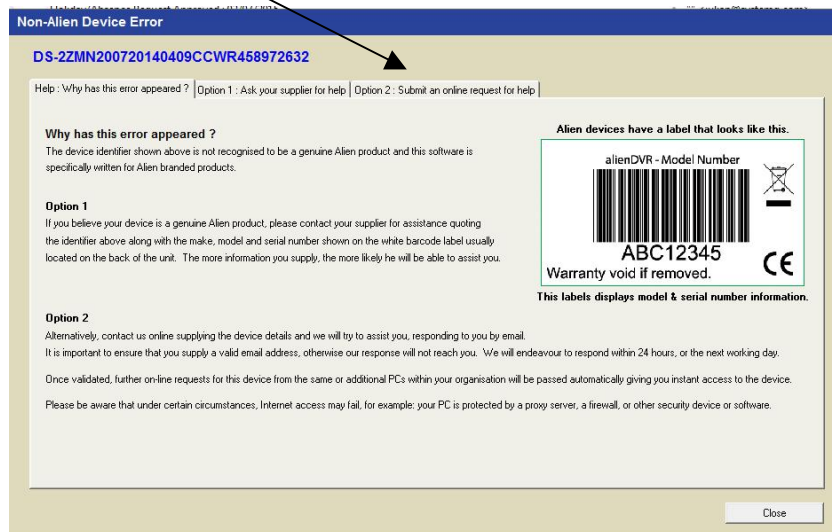 Non-Alien Device Error
DS-2ZMN200720140409CCWR458972632
Help : Why has this error appeared ? Option 1 : Ask your supplier for help Option 2 : Submit an online request for help
Why has this error appeared ?
The device identifier shown above is not recognised to be a genuine Alien product and this software is
specifically written for Alien branded products.
Option 1
If you believe your device is a genuine Alien product, please contact your supplier for assistance quoting
the identifier above along with the make, model and serial number shown on the white barcode label usually
located on the back of the unit. The more information you supply, the more likely he will be able to assist you.
Alien devices have a label that looks like this.
alienDVR - Model Number
ABC12345
Warranty void if removed.
CE
This labels displays model & serial number information.
Option 2
Alternatively, contact us online supplying the device details and we will try to assist you, responding to you by email.
It is important to ensure that you supply a valid email address, otherwise our response will not reach you. We will endeavour to respond within 24 hours, or the next working day.
Once validated, further on-line requests for this device from the same or additional PCs within your organisation will be passed automatically giving you instant access to the device.
Please be aware that under certain circumstances, Internet access may fail, for example: your PC is protected by a proxy server, a firewall, or other security device or software.
Close